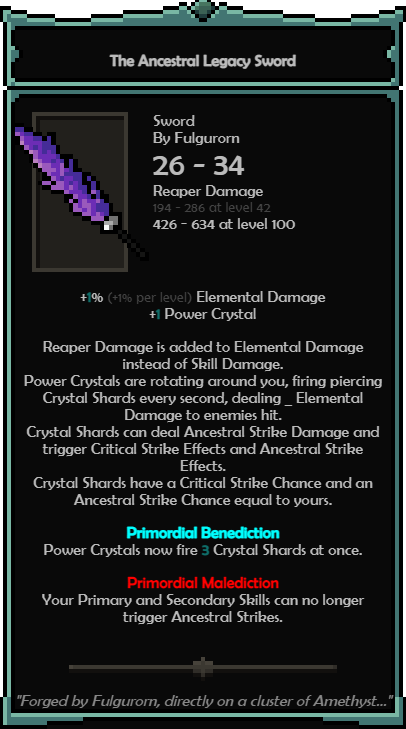 The Ancestral Legacy Sword
Sword
By Fulgurorn
26 - 34
Reaper Damage
194 - 286 at level 42
426 - 634 at level 100
+1% (+1% per level) Elemental Damage
+1 Power Crystal
Reaper Damage is added to Elemental Damage
instead of Skill Damage.
Power Crystals are rotating around you, firing piercing
Crystal Shards every second, dealing _ Elemental
Damage to enemies hit.
Crystal Shards can deal Ancestral Strike Damage and
trigger Critical Strike Effects and Ancestral Strike
Effects.
Crystal Shards have a Critical Strike Chance and an
Ancestral Strike Chance equal to yours.
Primordial Benediction
Power Crystals now fire 3 Crystal Shards at once.
Primordial Malediction
Your Primary and Secondary Skills can no longer
trigger Ancestral Strikes.
"Forged by Fulgurorn, directly on a cluster of Amethyst..."